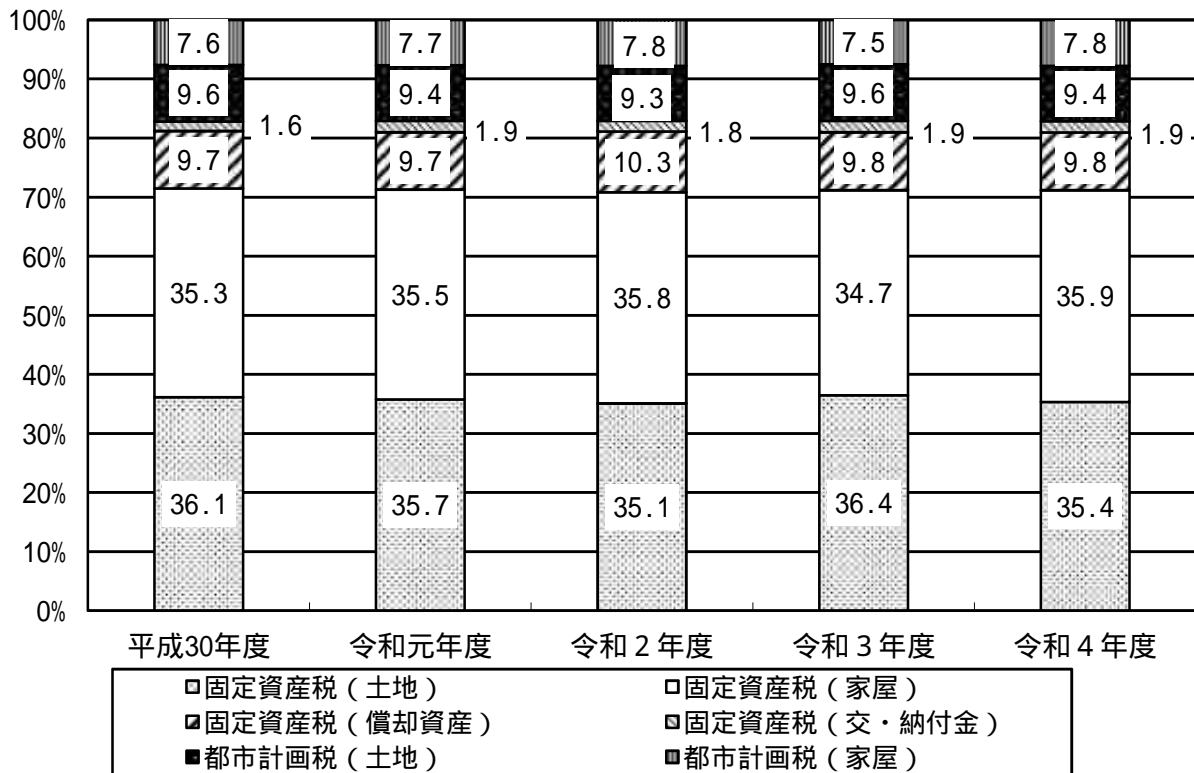 100%
90%
80%
70%
60%
50%
40%
30%
20%
10%
0%
7.6 7.7 7.8 7.5 7.8
9.6 9.4 9.3 9.6 9.4
1.6 1.9 1.8 1.9 1.9
9.7 9.7 10.3 9.8 9.8
35.3 35.5 35.8 34.7 35.9
36.1 35.7 35.1 36.4 35.4
平成30年度 令和元年度 令和２年度 令和３年度 令和４年度
固定資産税（土地） 固定資産税（家屋）
固定資産税（償却資産） 固定資産税（交・納付金）
都市計画税（土地） 都市計画税（家屋）